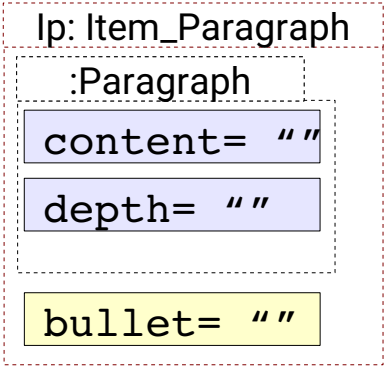 Ip: Item_Paragraph
:Paragraph
content= “”
depth= “”
bullet= “”